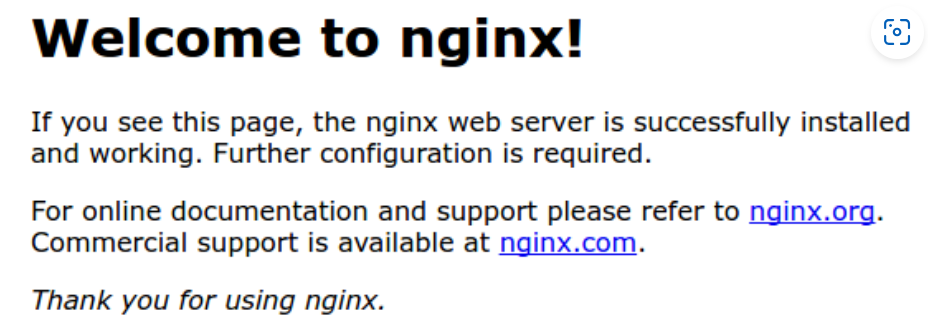 Welcome to nginx!
If you see this page, the nginx web server is successfully installed
and working. Further configuration is required.
For online documentation and support please refer to nginx.org.
Commercial support is available at nginx.com.
Thank you for using nginx.